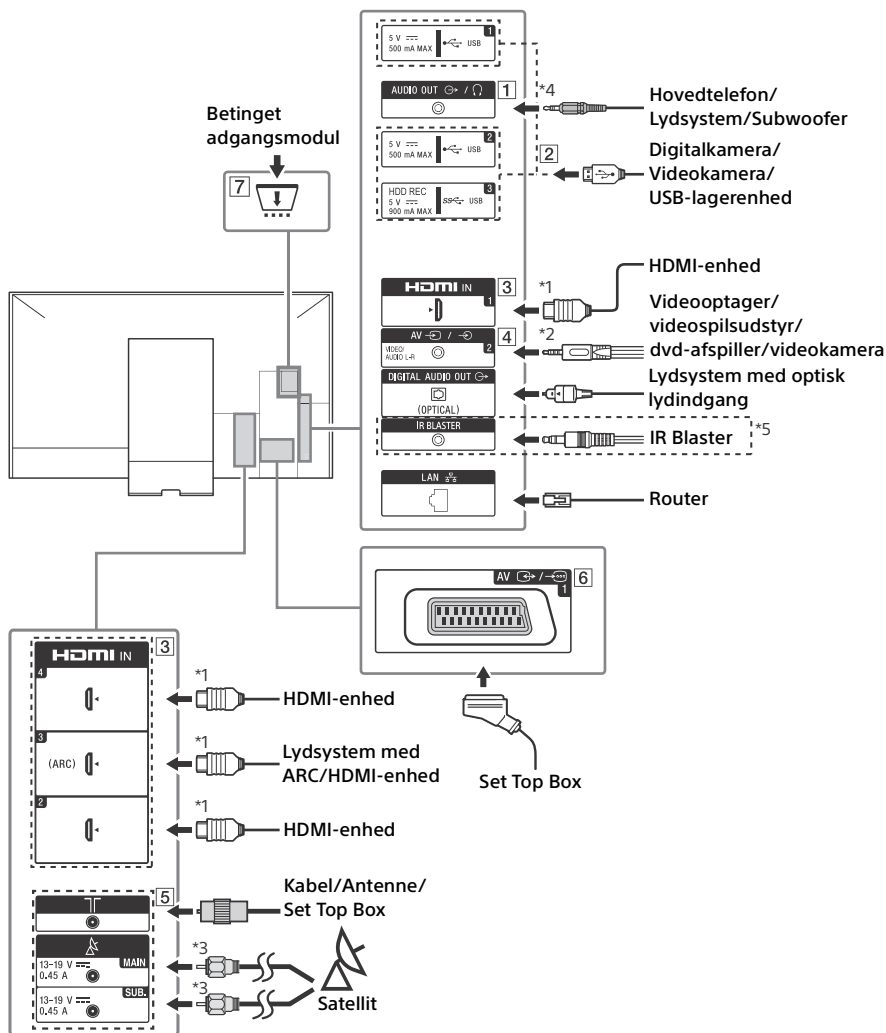 Betinget
adgangsmodul
7
1
5 V
500 mA MAX
USB
AUDIO OUT /
1
*4
Hovedtelefon/
Lydsystem/Subwoofer
2
5 V
500 mA MAX
USB
2
Digitalkamera/
Videokamera/
USB-lagerenhed
3
HDD REC
5 V
900 mA MAX
SS USB
HDMI IN
1
3
*1
HDMI-enhed
AV /
VIDEO/
AUDIO L-R
2
4
*2
Videooptager/
videospilsudstyr/
dvd-afspiller/videokamera
DIGITAL AUDIO OUT
(OPTICAL)
Lydsystem med optisk
lydindgang
IR BLASTER
IR Blaster
*5
LAN
Router
AV /
1
6
Set Top Box
HDMI IN
3
4
*1
HDMI-enhed
3
(ARC)
*1
Lydsystem med
ARC/HDMI-enhed
2
*1
HDMI-enhed
5
Kabel/Antenne/
Set Top Box
13-19 V
0.45 A
MAIN
*3
13-19 V
0.45 A
SUB.
*3
Satellit